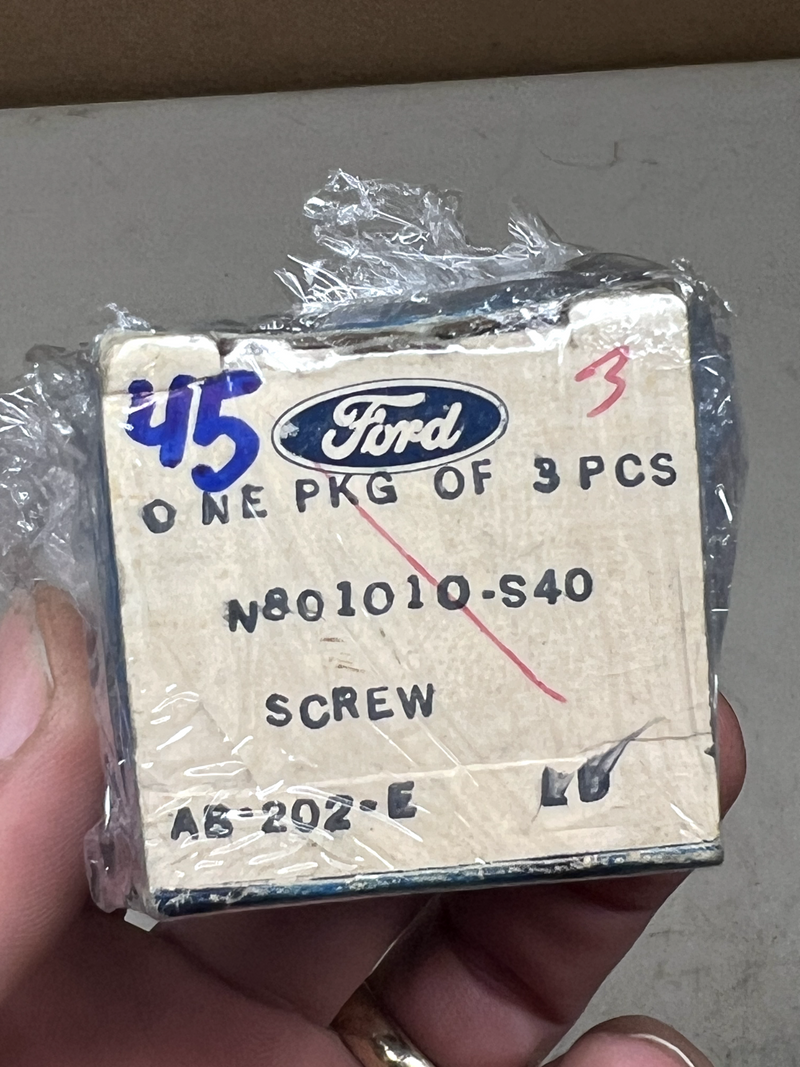 45 Ford 3
ONE PKG OF 3 PCS
N801010-S40
SCREW
AB-202-E